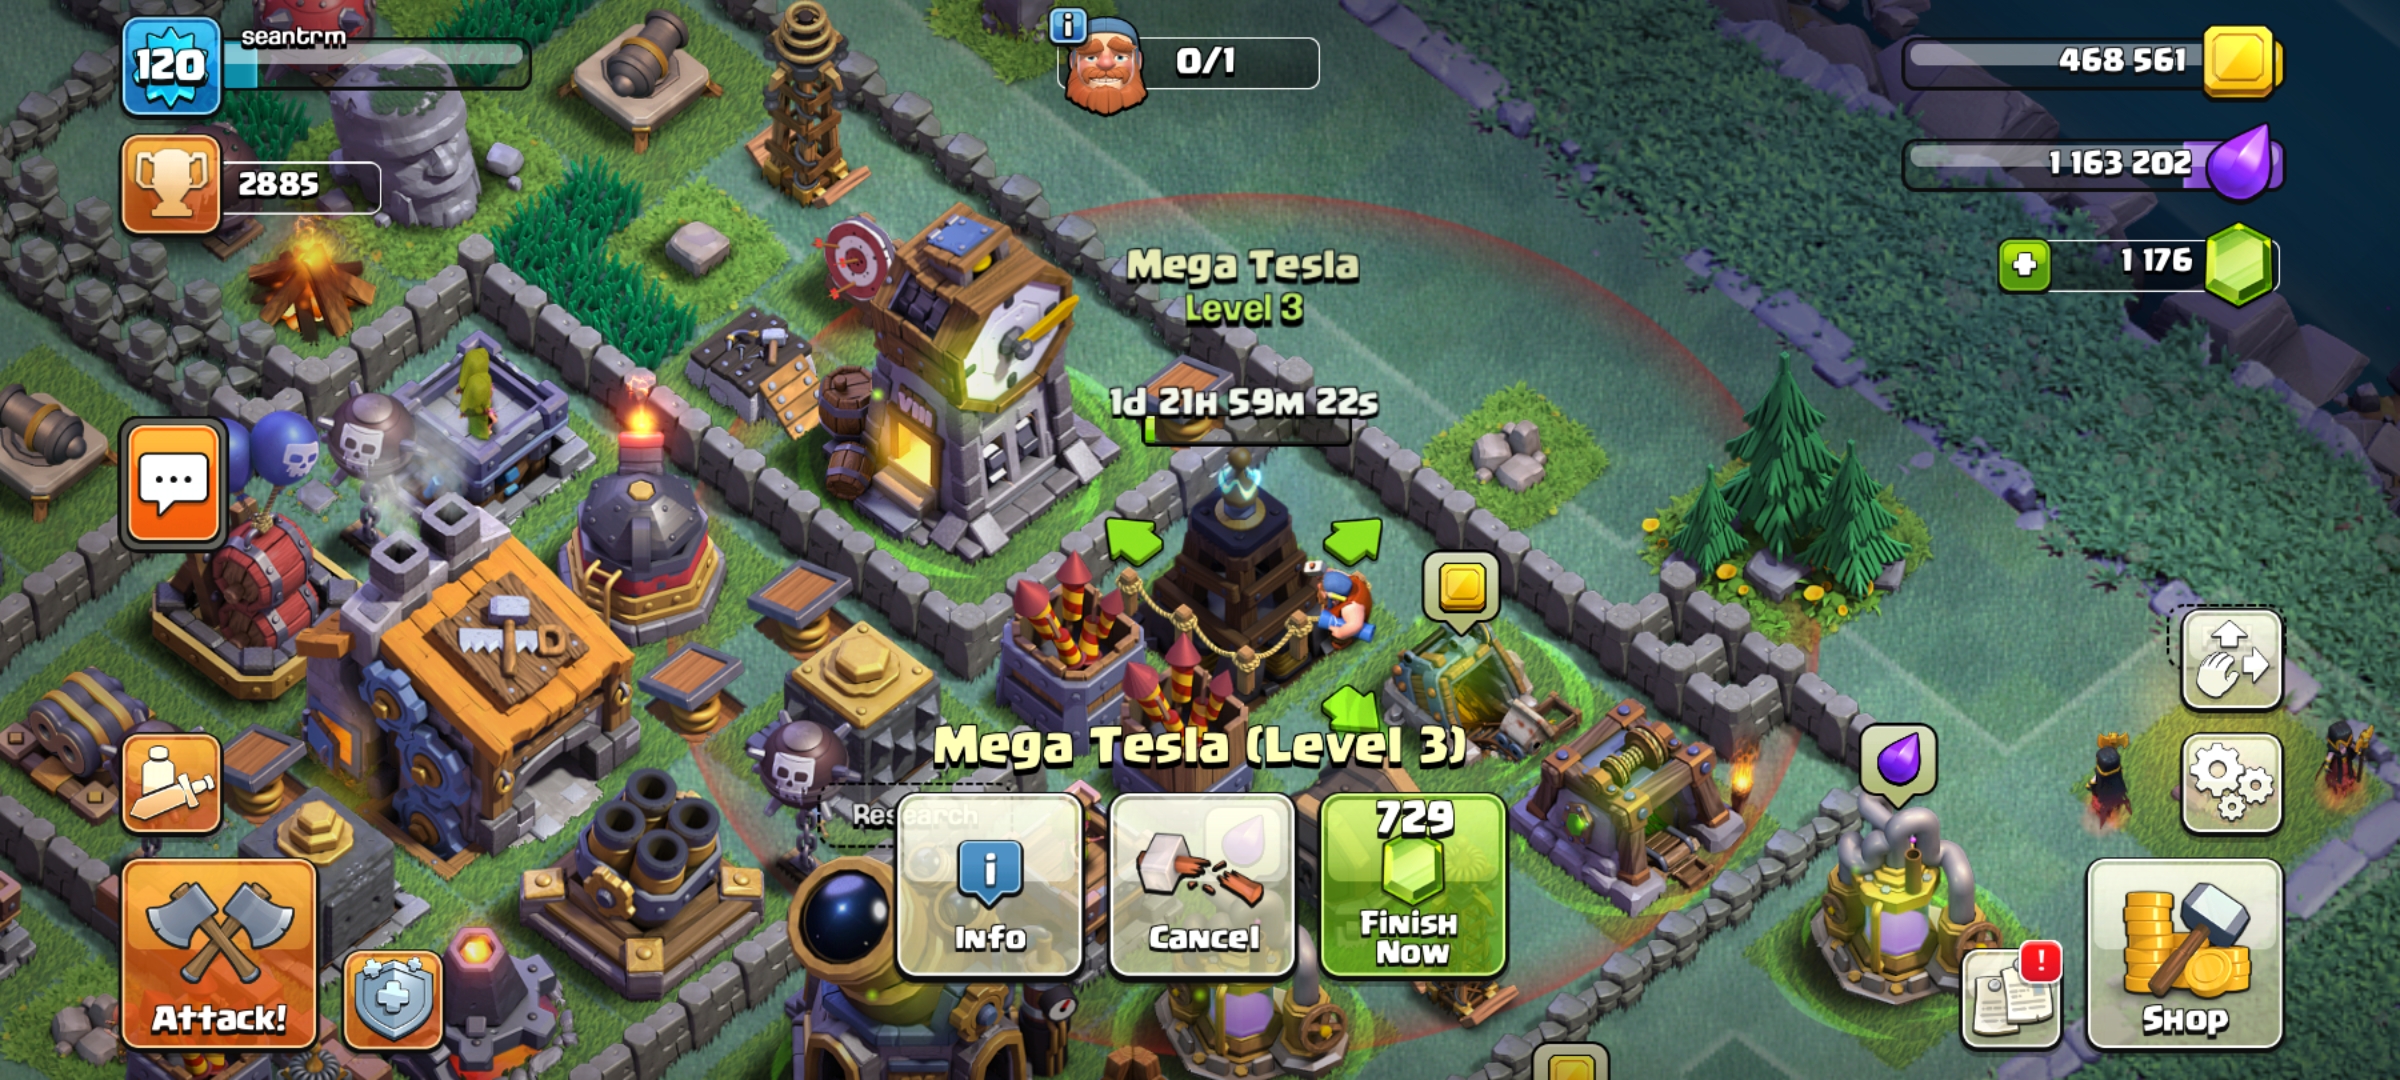 seantrm
120
0/1
468 561
2885
1 163 202
1 176
Mega Tesla
Level 3
1d 21H 59M 22s
VIII
Mega Tesla (Level 3)
Research
729
Info
Cancel
Finish
Now
Attack!
!
Shop